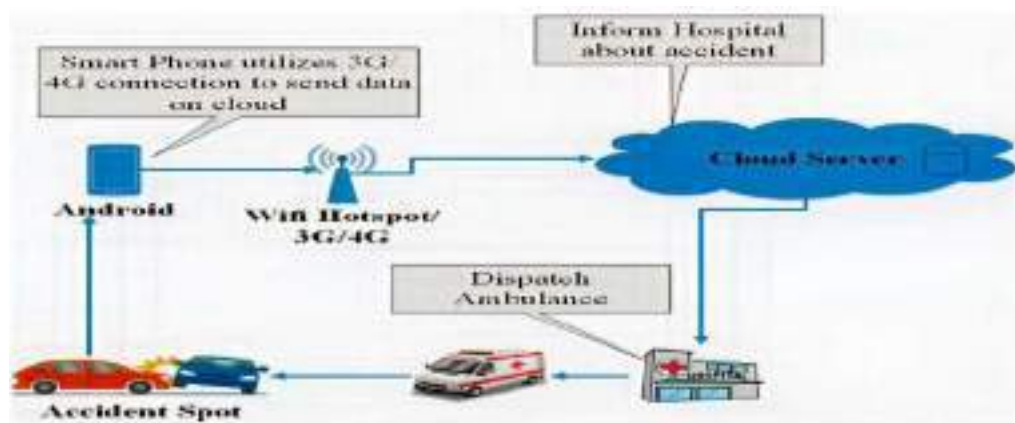 Smart Phone utilizes 3G/
4G connection to send data
on cloud
Inform Hospital
about accident
Cloud Server
Android
Wifi Hotspot/
3G/4G
Dispatch
Ambulance
Accident Spot